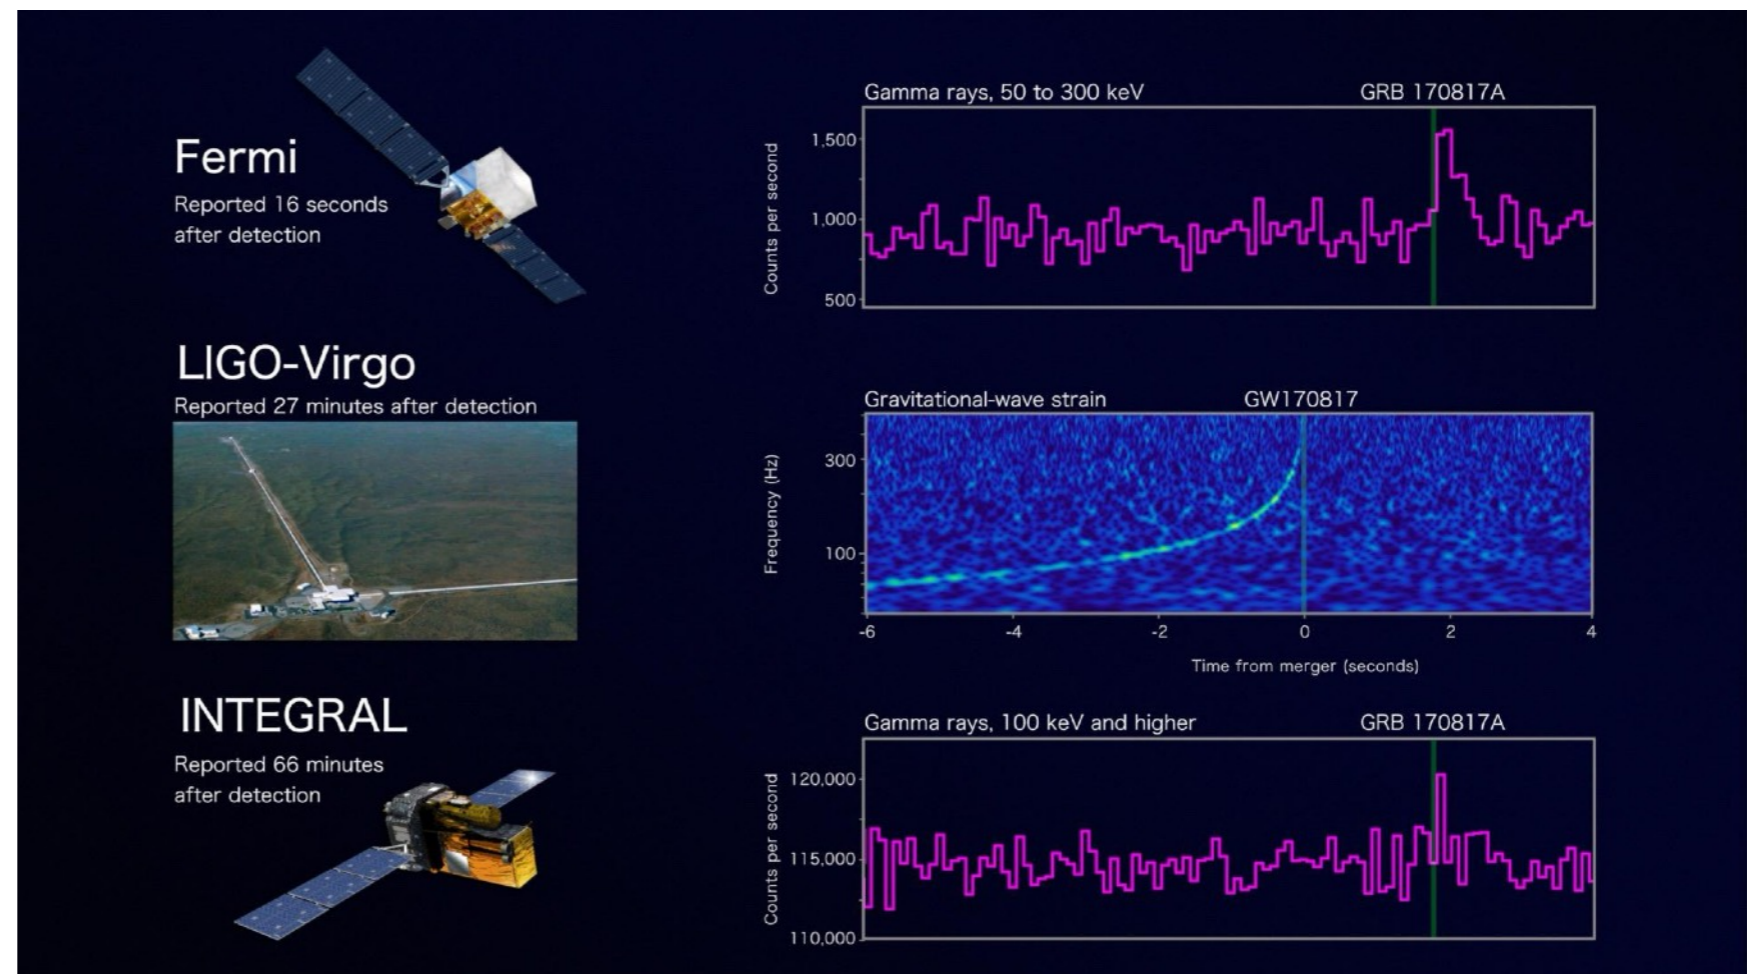 Fermi
Reported 16 seconds
after detection
Gamma rays, 50 to 300 keV
GRB 170817A
Counts per second
1,500
1,000
500
LIGO-Virgo
Reported 27 minutes after detection
Gravitational-wave strain
GW170817
Frequency (Hz)
300
100
-6
-4
-2
0
2
4
Time from merger (seconds)
INTEGRAL
Reported 66 minutes
after detection
Gamma rays, 100 keV and higher
GRB 170817A
Counts per second
120,000
115,000
110,000